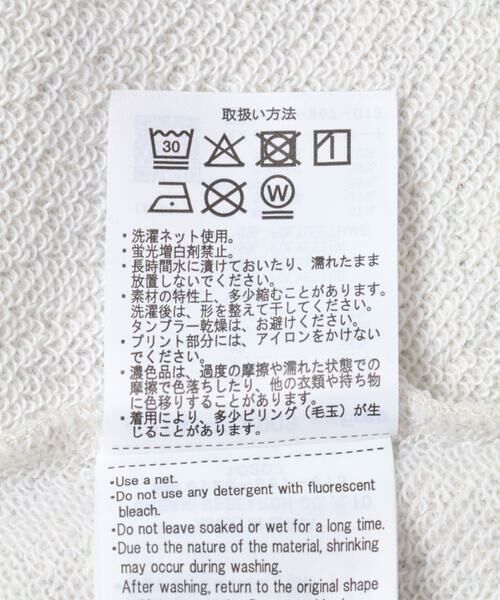 取扱い方法
30
W
・洗濯ネット使用。
・蛍光増白剤禁止。
・長時間水に漬けておいたり、濡れたまま
放置しないでください。
・素材の特性上、多少縮むことがあります。
洗濯後は、形を整えて干してください。
タンブラー乾燥は、お避けください。
・プリント部分には、アイロンをかけない
でください。
・濃色品は、過度の摩擦や濡れた状態での
摩擦で色落ちしたり、他の衣類や持ち物
に色移りすることがあります。
・着用により、多少ピリング（毛玉）が生
じることがあります。
・Use a net.
・Do not use any detergent with fluorescent
bleach.
・Do not leave soaked or wet for a long time.
・Due to the nature of the material, shrinking
may occur during washing.
After washing, return to the original shape